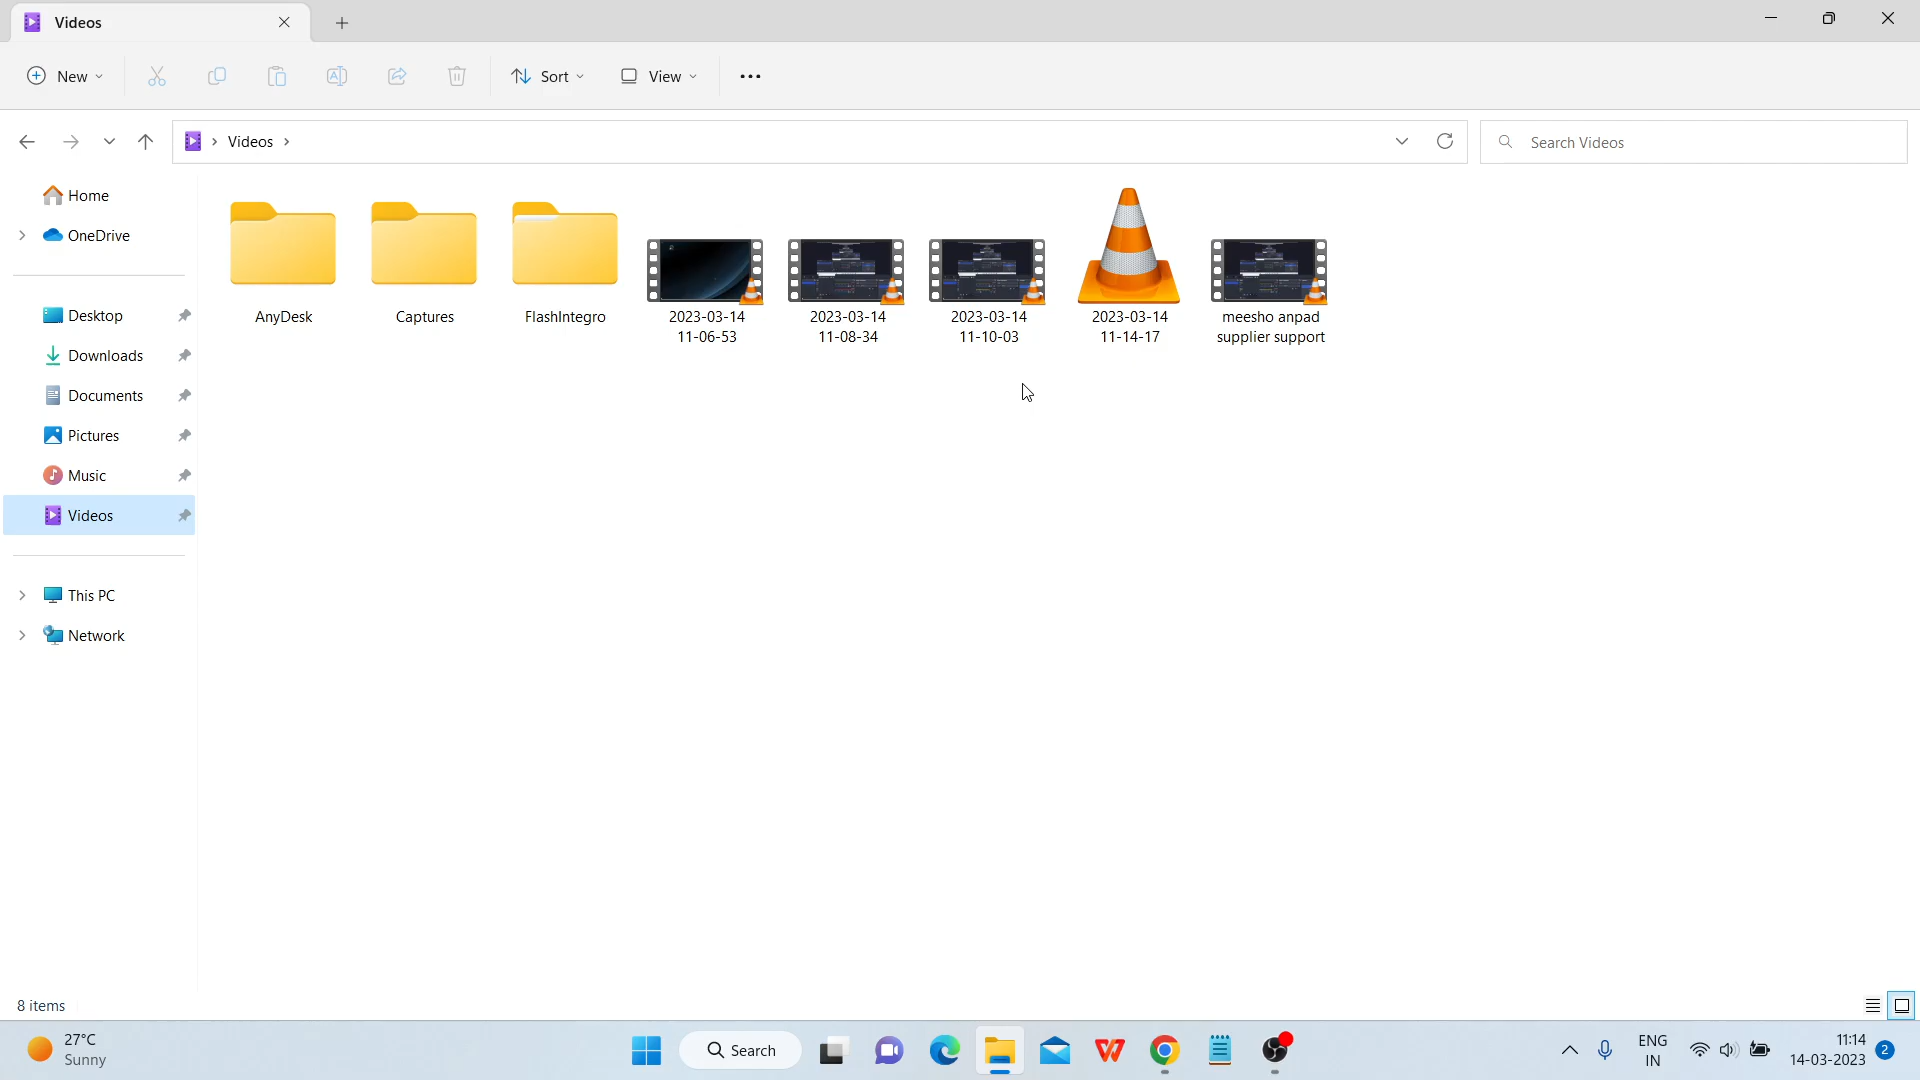 Videos
New
Sort
View
Videos
Search Videos
Home
OneDrive
Desktop
Downloads
Documents
Pictures
Music
Videos
This PC
Network
AnyDesk
Captures
FlashIntegro
2023-03-14
11-06-53
2023-03-14
11-08-34
2023-03-14
11-10-03
2023-03-14
11-14-17
meesho anpad
supplier support
8 items
27°C
Sunny
Search
ENG
IN
11:14
14-03-2023
2